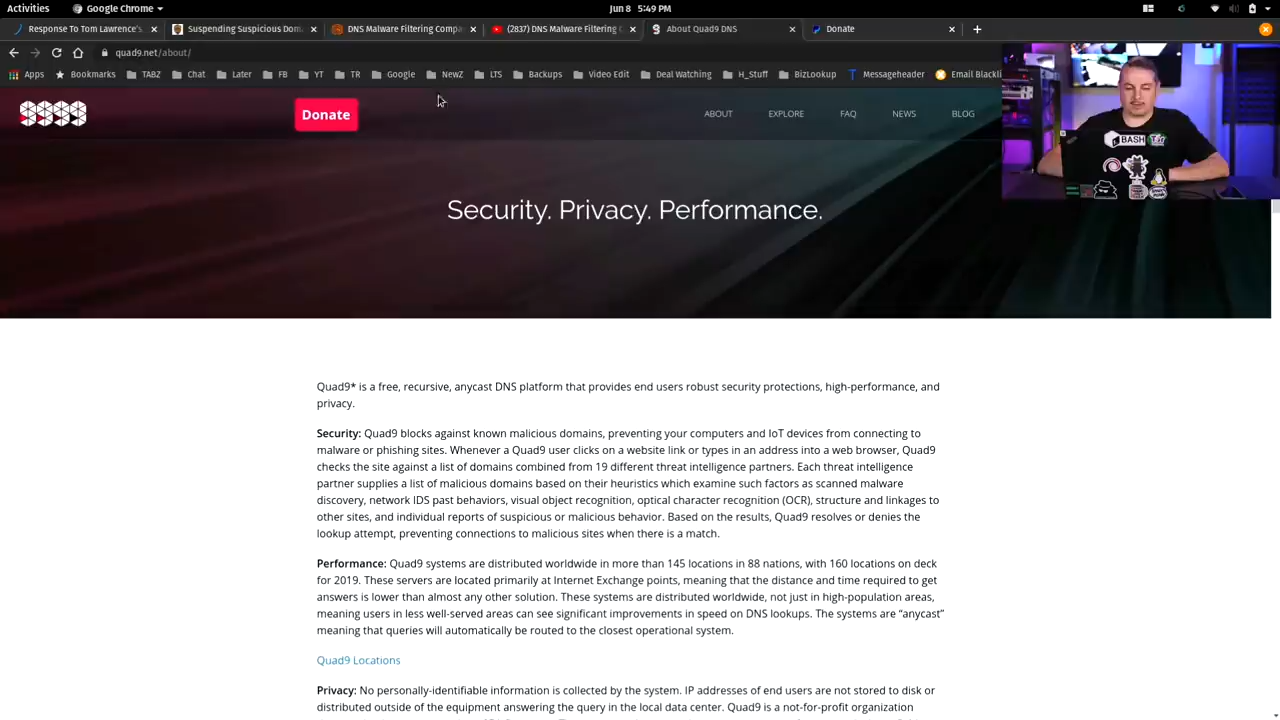 Activities
Google Chrome
Jun 8 5:49 PM
Response To Tom Lawrence's
Suspending Suspicious Dom
DNS Malware Filtering Compa
(2837) DNS Malware Filtering C
About Quad9 DNS
Donate
quad9.net/about/
Apps
Bookmarks
TABZ
Chat
Later
FB
YT
TR
Google
NewZ
LTS
Backups
Video Edit
Deal Watching
H_Stuff
BizLookup
Messageheader
Email Blackli
Donate
ABOUT
EXPLORE
FAQ
NEWS
BLOG
BASH
Security. Privacy. Performance.
Quad9* is a free, recursive, anycast DNS platform that provides end users robust security protections, high-performance, and
privacy.
Security: Quad9 blocks against known malicious domains, preventing your computers and IoT devices from connecting to
malware or phishing sites. Whenever a Quad9 user clicks on a website link or types in an address into a web browser, Quad9
checks the site against a list of domains combined from 19 different threat intelligence partners. Each threat intelligence
partner supplies a list of malicious domains based on their heuristics which examine such factors as scanned malware
discovery, network IDS past behaviors, visual object recognition, optical character recognition (OCR), structure and linkages to
other sites, and individual reports of suspicious or malicious behavior. Based on the results, Quad9 resolves or denies the
lookup attempt, preventing connections to malicious sites when there is a match.
Performance: Quad9 systems are distributed worldwide in more than 145 locations in 88 nations, with 160 locations on deck
for 2019. These servers are located primarily at Internet Exchange points, meaning that the distance and time required to get
answers is lower than almost any other solution. These systems are distributed worldwide, not just in high-population areas,
meaning users in less well-served areas can see significant improvements in speed on DNS lookups. The systems are “anycast”
meaning that queries will automatically be routed to the closest operational system.
Quad9 Locations
Privacy: No personally-identifiable information is collected by the system. IP addresses of end users are not stored to disk or
distributed outside of the equipment answering the query in the local data center. Quad9 is a not-for-profit organization